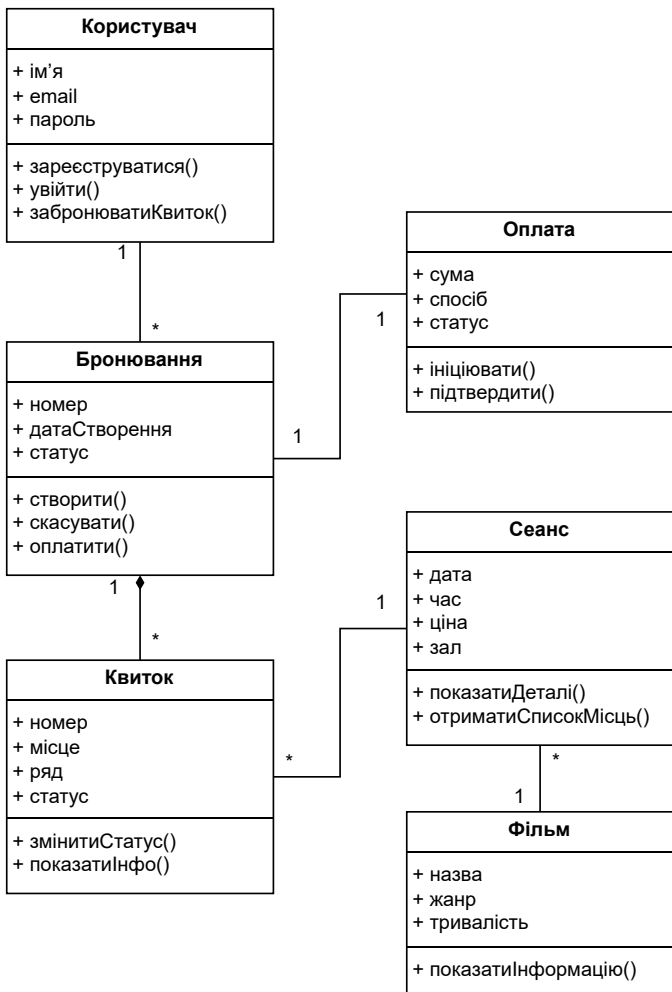 Користувач
+ ім’я
+ email
+ пароль
+ зареєструватися()
+ увійти()
+ забронюватиКвиток()
1
*
Бронювання
+ номер
+ датаСтворення
+ статус
+ створити()
+ скасувати()
+ оплатити()
1
1
Оплата
+ сума
+ спосіб
+ статус
+ ініціювати()
+ підтвердити()
1
*
Квиток
+ номер
+ місце
+ ряд
+ статус
+ змінитиСтатус()
+ показатиІнфо()
*
1
Сеанс
+ дата
+ час
+ ціна
+ зал
+ показатиДеталі()
+ отриматиСписокМісць()
*
1
Фільм
+ назва
+ жанр
+ тривалість
+ показатиІнформацію()